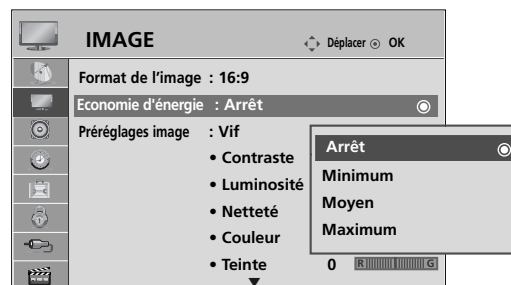 IMAGE
Déplacer OK
Format de l'image : 16:9
Economie d'énergie : Arrêt
Préréglages image : Vif
• Contraste
• Luminosité
• Netteté
• Couleur
• Teinte 0 R G
Arrêt
Minimum
Moyen
Maximum